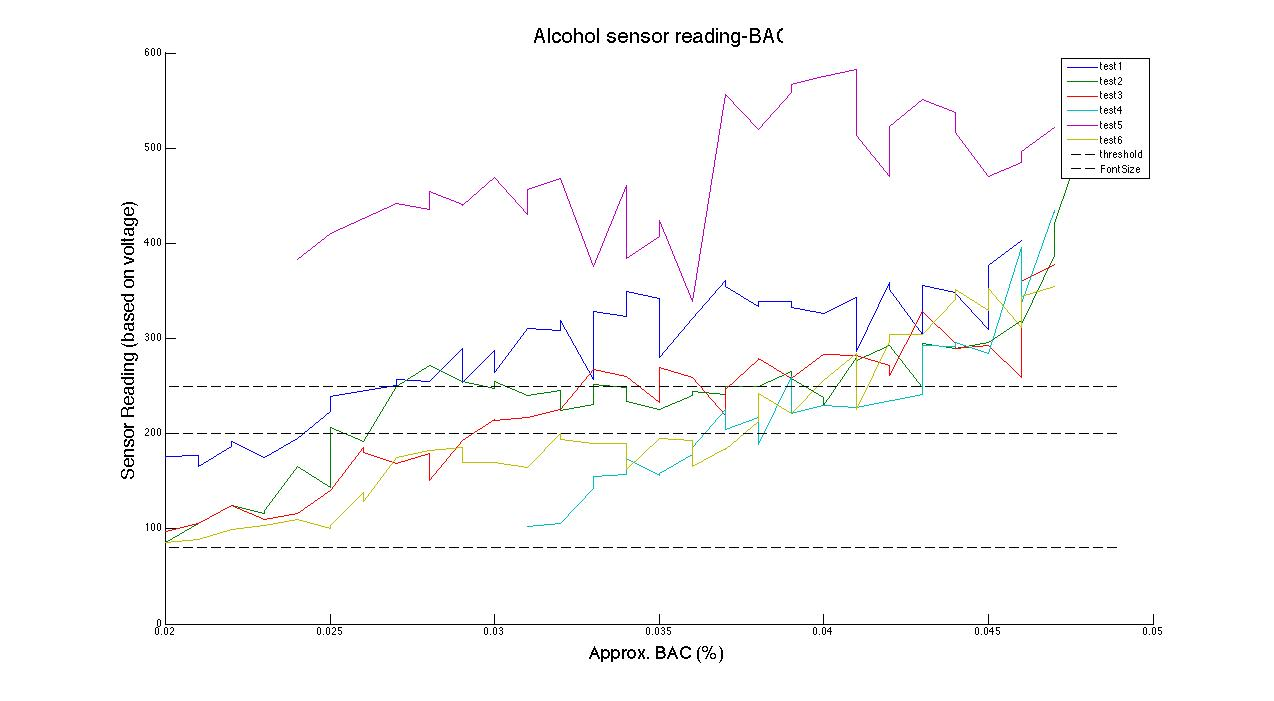 Alcohol sensor reading-BAC
600
500
400
300
200
100
0
Sensor Reading (based on voltage)
0.02
0.025
0.03
0.035
0.04
0.045
0.05
Approx. BAC (%)
test1
test2
test3
test4
test5
test6
threshold
FontSize